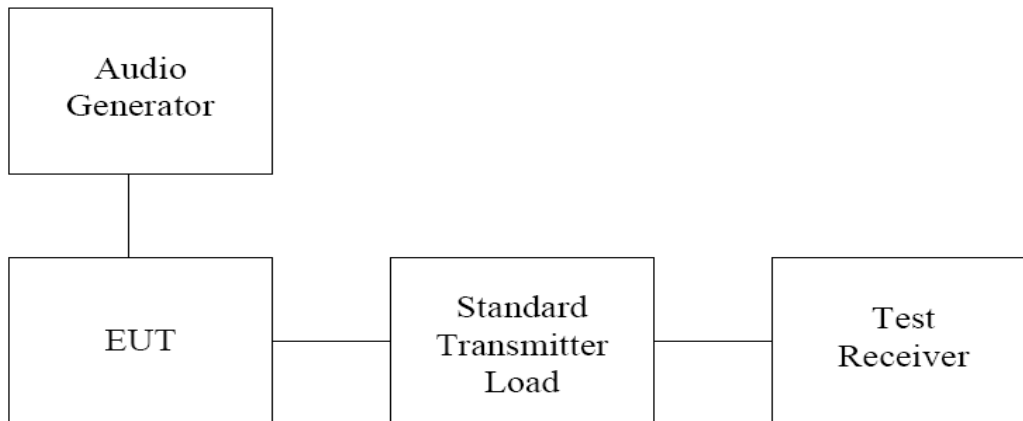 Audio
Generator
EUT
Standard
Transmitter
Load
Test
Receiver